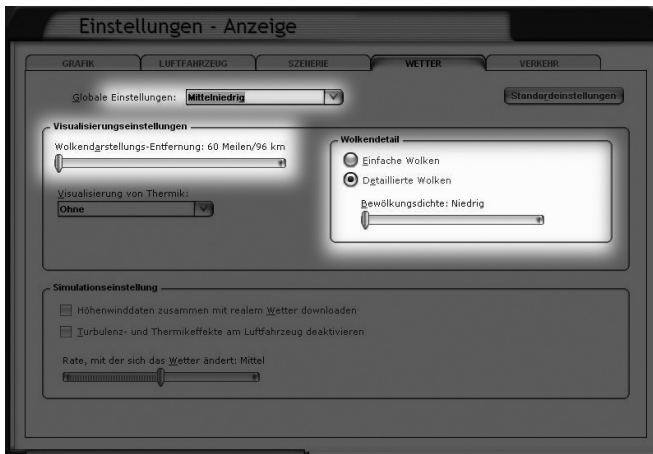 Einstellungen - Anzeige
GRAFIK LUFTFAHRZEUG SZENERIE WETTER VERKEHR
Globale Einstellungen: Mittelniedrig Standardeinstellungen
Visualisierungseinstellungen
Wolkendarstellungs-Entfernung: 60 Meilen/96 km
Visualisierung von Thermik:
Ohne
Wolkendetail
Einfache Wolken
Detaillierte Wolken
Bewölkungsdichte: Niedrig
Simulationseinstellung
Höhenwinddaten zusammen mit realem Wetter downloaden
Turbulenz- und Thermikeffekte am Luftfahrzeug deaktivieren
Rate, mit der sich das Wetter ändert: Mittel